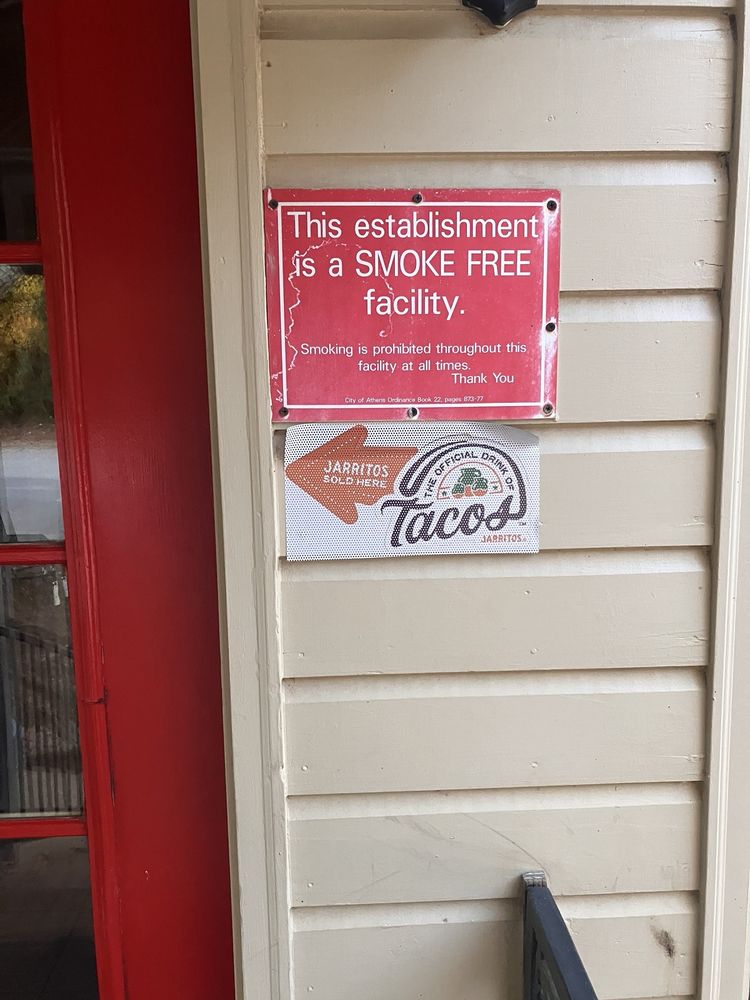 This establishment
is a SMOKE FREE
facility.
Smoking is prohibited throughout this
facility at all times.
Thank You
City of Athens Ordinance Book 22, pages 873-77
JARRITOS
SOLD HERE
THE OFFICIAL DRINK OF
Tacos
JARRITOS